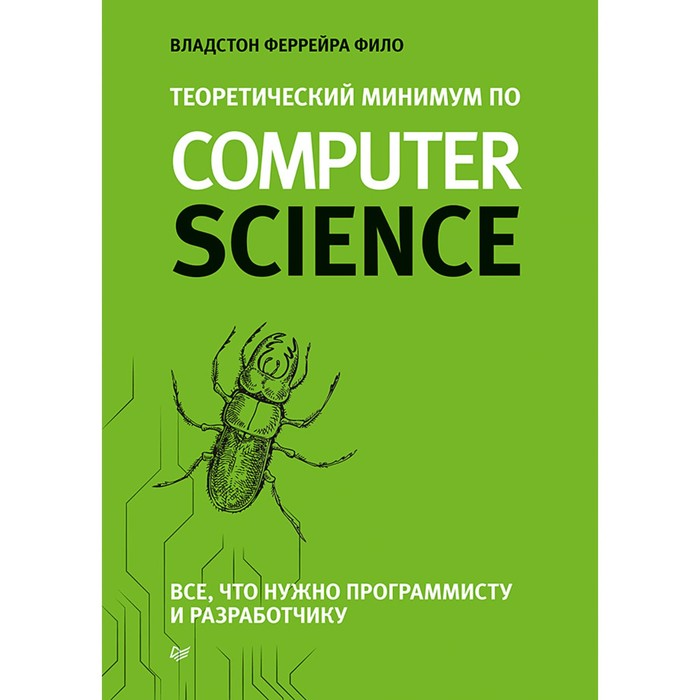 ВЛАДСТОН ФЕРРЕЙРА ФИЛО
ТЕОРЕТИЧЕСКИЙ МИНИМУМ ПО
COMPUTER
SCIENCE
ВСЕ, ЧТО НУЖНО ПРОГРАММИСТУ
И РАЗРАБОТЧИКУ